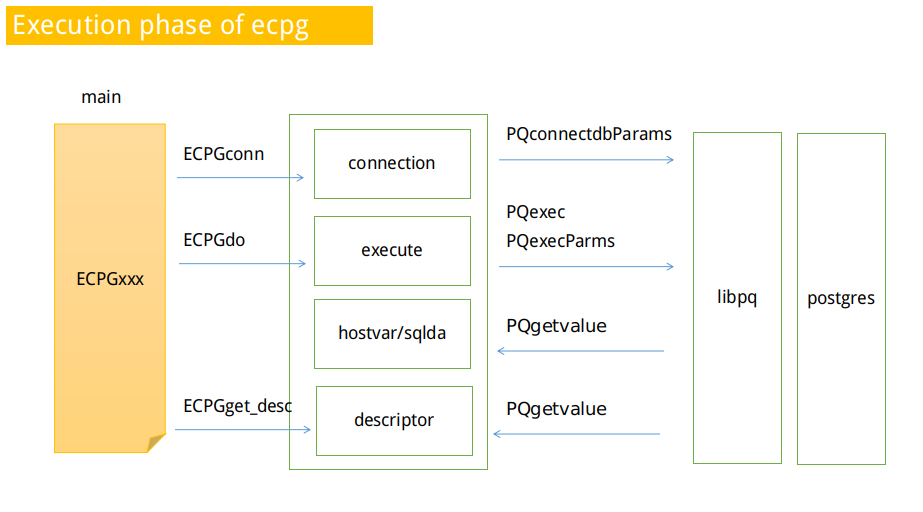 Execution phase of ecpg
main
ECPGxxx
ECPGconn
ECPGdo
ECPGget_desc
connection
execute
hostvar/sqlda
descriptor
PQconnectdbParams
PQexec
PQexecParms
PQgetvalue
PQgetvalue
libpq
postgres